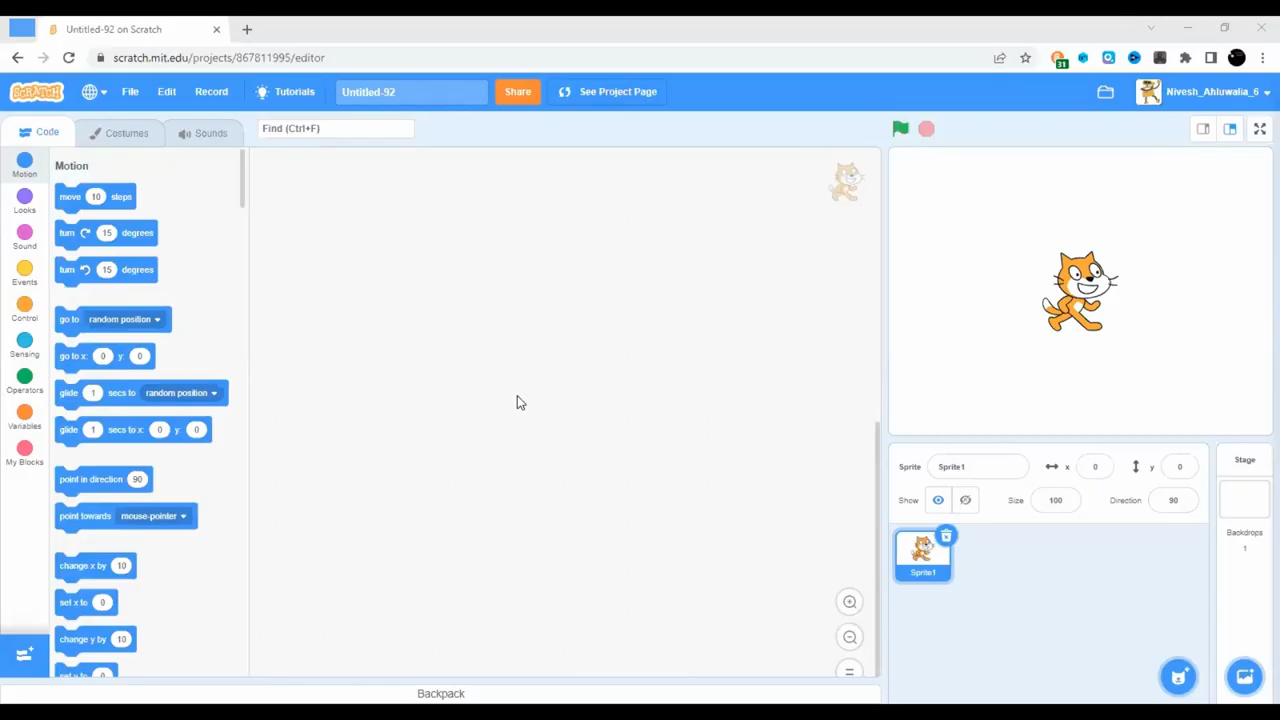 Untitled-92 on Scratch
scratch.mit.edu/projects/867811995/editor
31
SCRATCH File Edit Record Tutorials Untitled-92 Share See Project Page Nivesh_Ahluwalia_6
Code Costumes Sounds Find (Ctrl+F)
Motion
Looks
Sound
Events
Control
Sensing
Operators
Variables
My Blocks
Motion
move 10 steps
turn 15 degrees
turn 15 degrees
go to random position
go to x: 0 y: 0
glide 1 secs to random position
glide 1 secs to x: 0 y: 0
point in direction 90
point towards mouse-pointer
change x by 10
set x to 0
change y by 10
set y to 0
Sprite Sprite1 x 0 y 0
Show Size 100 Direction 90
Sprite1
Stage
Backdrops
1
Backpack